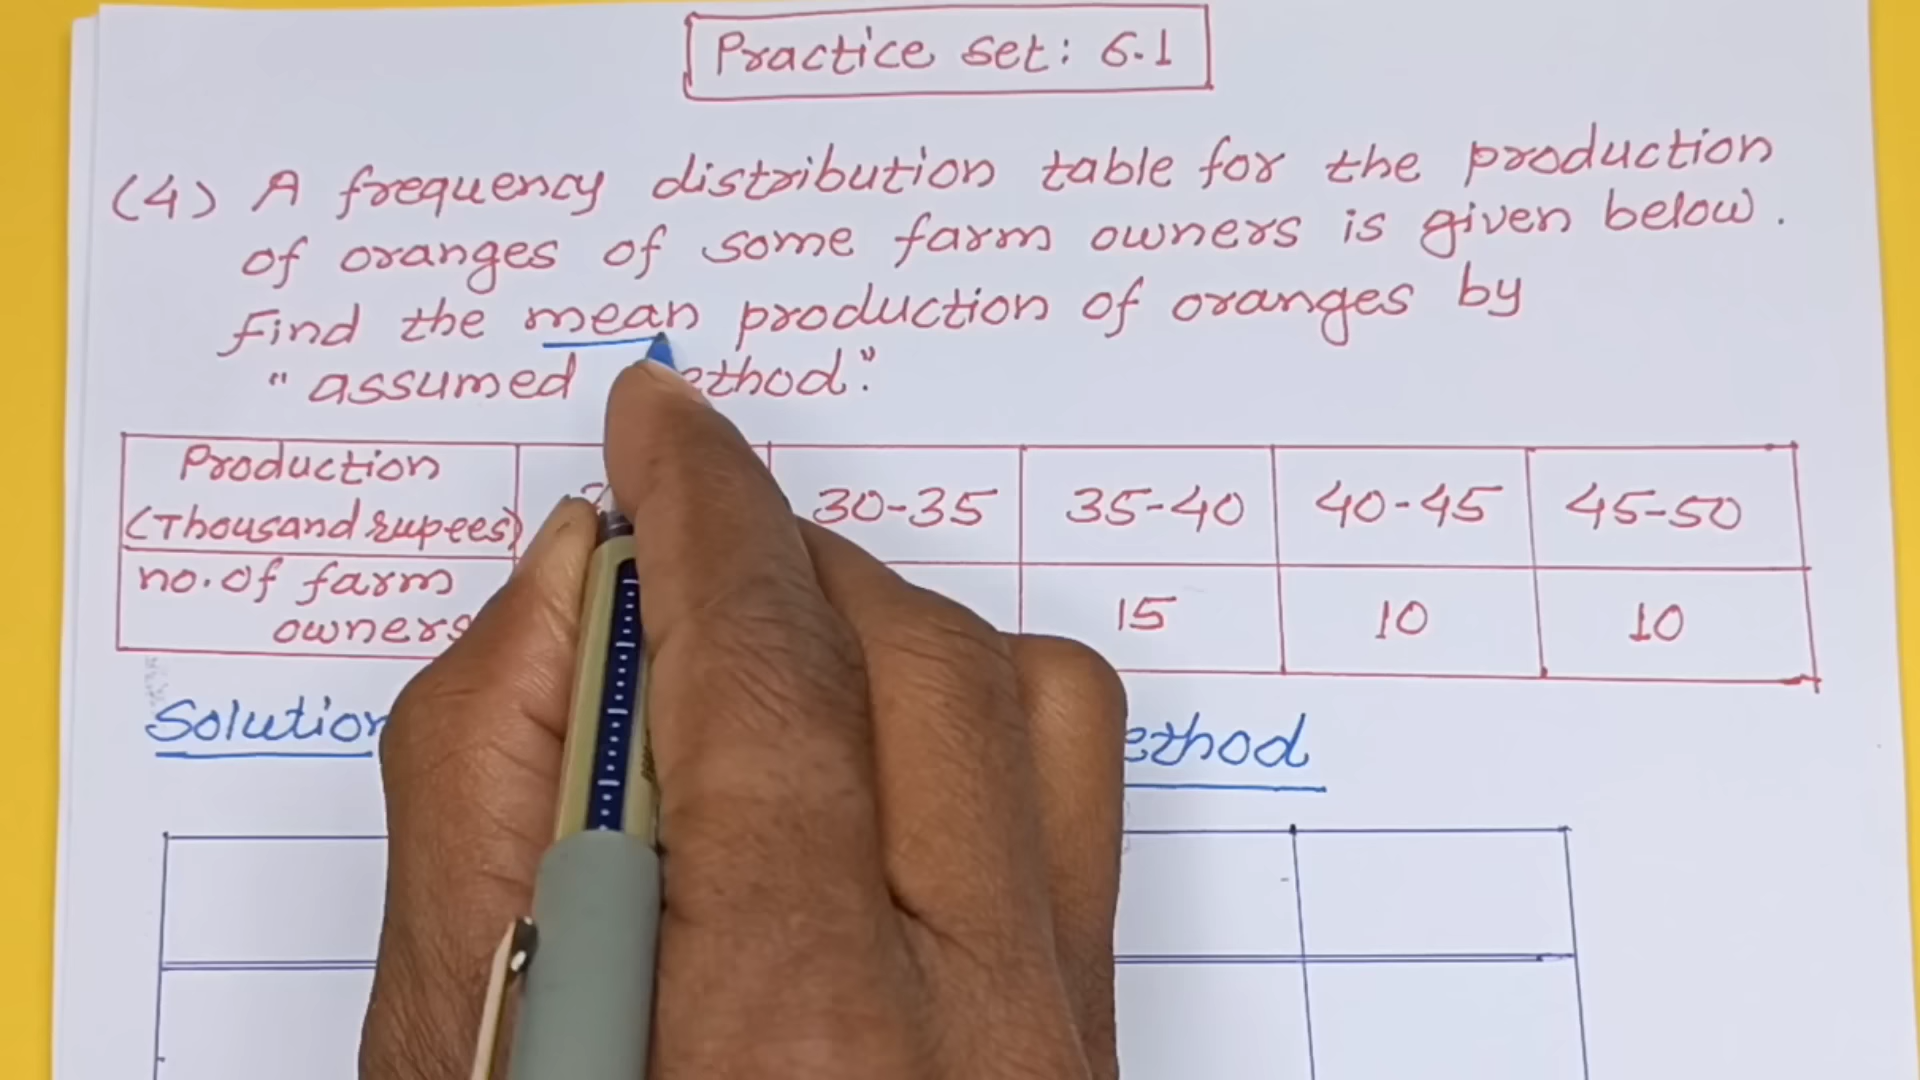 Practice set: 6.1
(4) A frequency distribution table for the production
of oranges of some farm owners is given below.
Find the mean production of oranges by
"assumed ethod."
Production
(Thousand rupees)
30-35 35-40 40-45 45-50
no. of farm
owners
15 10 10
Solution ethod